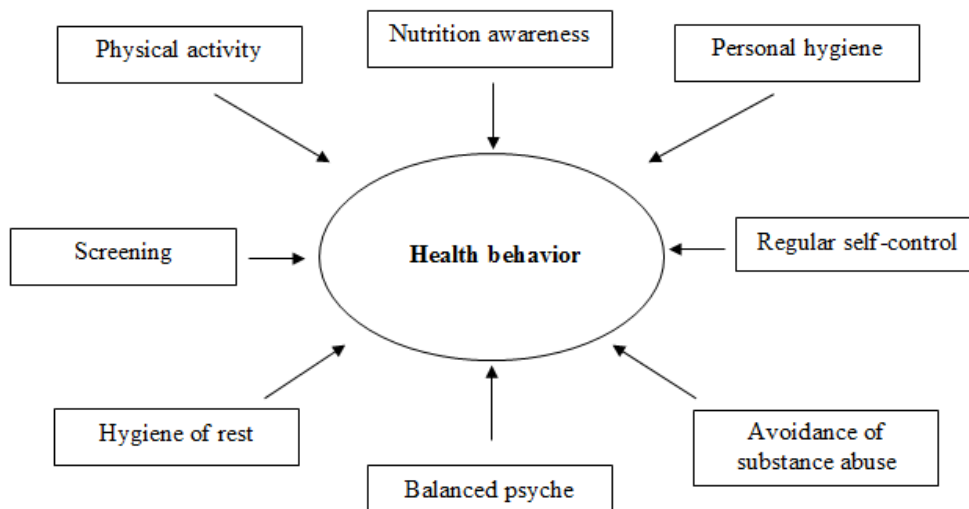 Physical activity
Nutrition awareness
Personal hygiene
Screening
Health behavior
Regular self-control
Hygiene of rest
Balanced psyche
Avoidance of
substance abuse